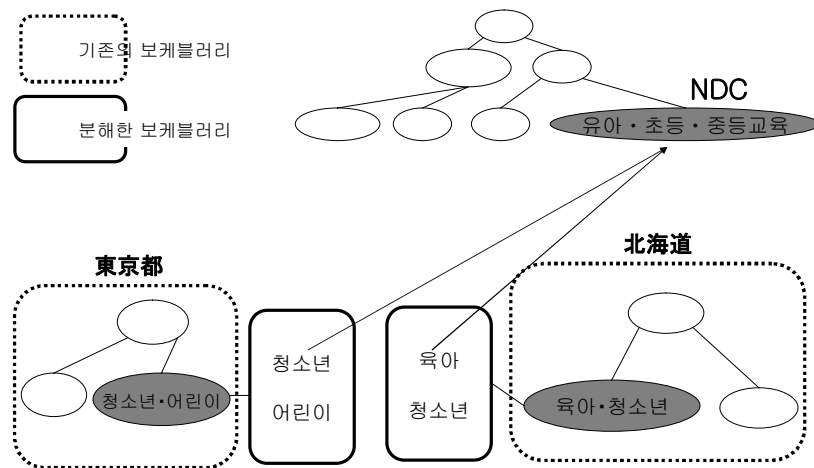 기존의 보케블러리
분해한 보케블러리
NDC
유아・초등・중등교육
東京都
北海道
청소년
어린이
육아
청소년
청소년・어린이
육아・청소년